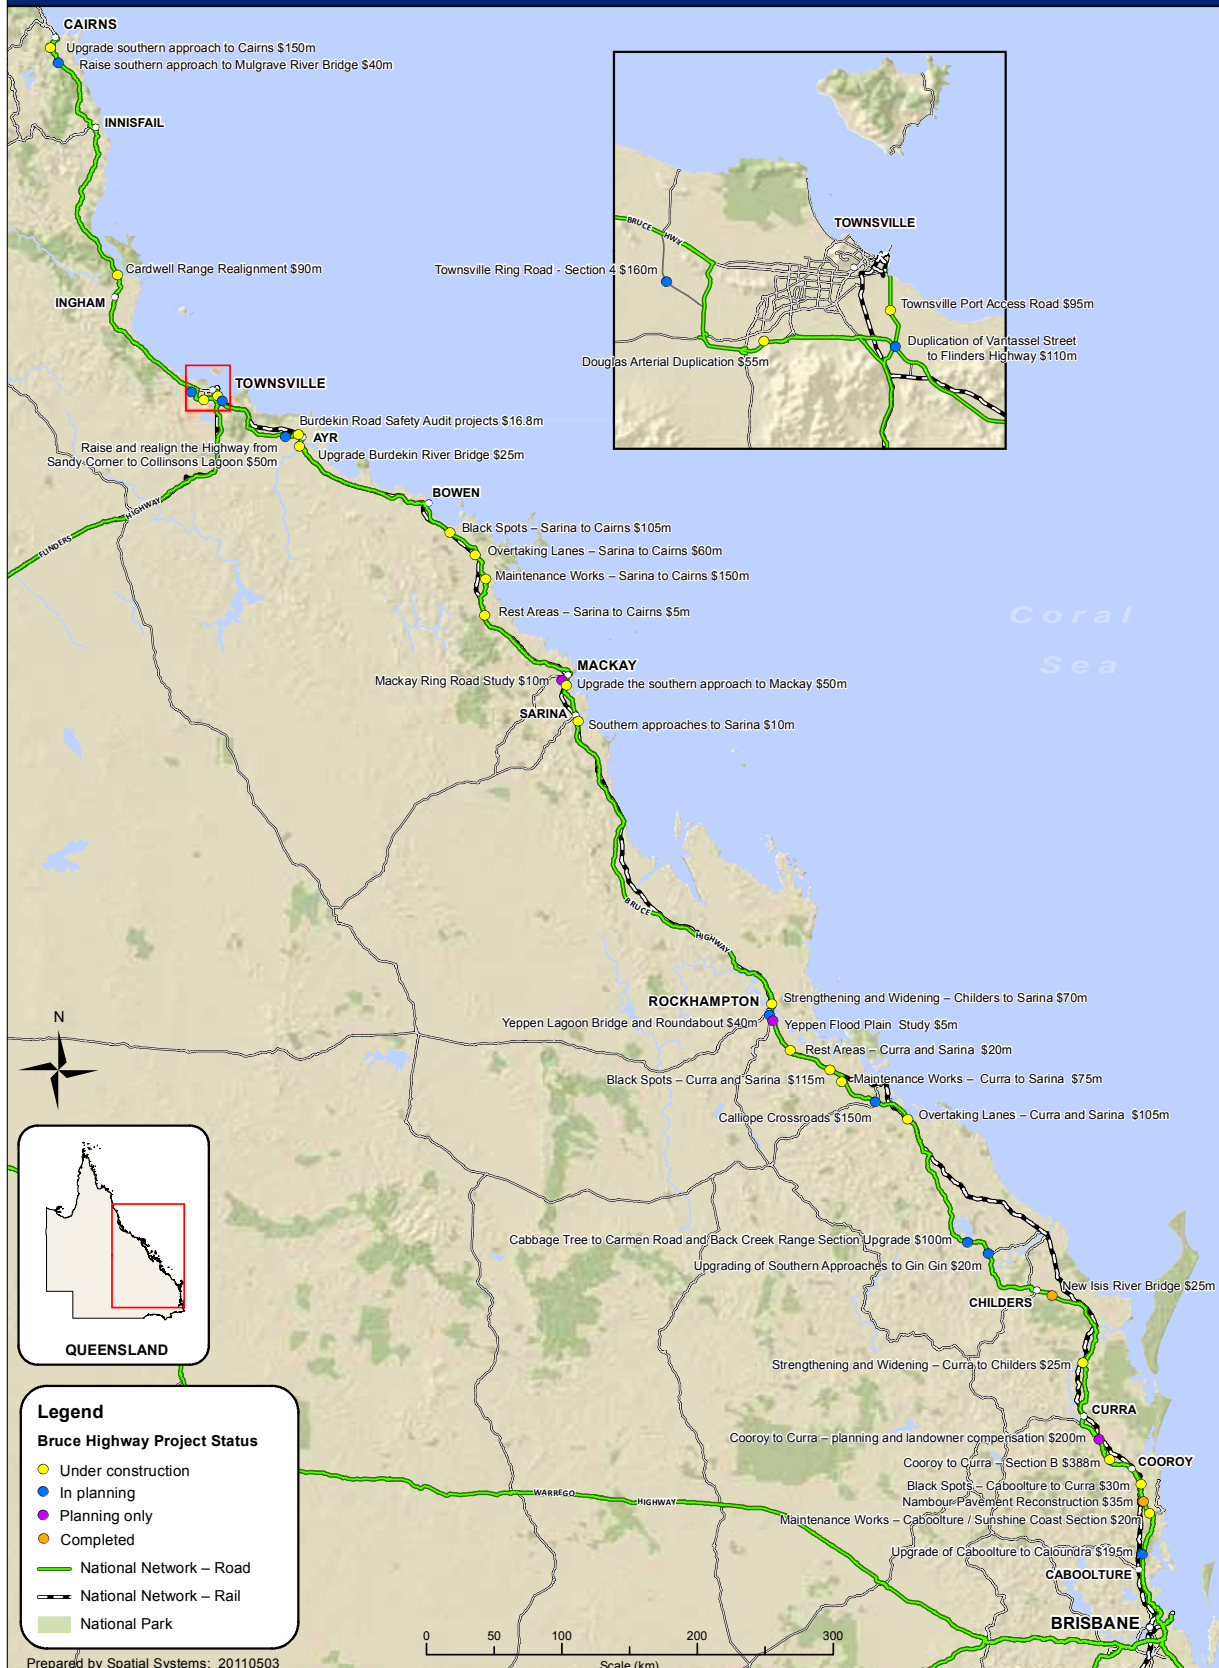 CAIRNS
Upgrade southern approach to Cairns $150m
Raise southern approach to Mulgrave River Bridge $40m
INNISFAIL
Cardwell Range Realignment $90m
INGHAM
TOWNSVILLE
Burdekin Road Safety Audit projects $16.8m
AYR
Raise and realign the Highway from
Sandy Corner to Collinsons Lagoon $50m
Upgrade Burdekin River Bridge $25m
BOWEN
FLINDERS
HIGHWAY
Black Spots – Sarina to Cairns $105m
Overtaking Lanes – Sarina to Cairns $60m
Maintenance Works – Sarina to Cairns $150m
Rest Areas – Sarina to Cairns $5m
TOWNSVILLE
BRUCE
HWY
Townsville Ring Road - Section 4 $160m
Townsville Port Access Road $95m
Duplication of Vantassel Street
to Flinders Highway $110m
Douglas Arterial Duplication $55m
Coral
Sea
MACKAY
Mackay Ring Road Study $10m
Upgrade the southern approach to Mackay $50m
SARINA
Southern approaches to Sarina $10m
BRUCE
HIGHWAY
ROCKHAMPTON
Strengthening and Widening – Childers to Sarina $70m
Yeppen Lagoon Bridge and Roundabout $40m
Yeppen Flood Plain Study $5m
Rest Areas – Curra and Sarina $20m
Black Spots – Curra and Sarina $115m
Maintenance Works – Curra to Sarina $75m
Calliope Crossroads $150m
Overtaking Lanes – Curra and Sarina $105m
Cabbage Tree to Carmen Road and Back Creek Range Section Upgrade $100m
Upgrading of Southern Approaches to Gin Gin $20m
New Isis River Bridge $25m
CHILDERS
Strengthening and Widening – Curra to Childers $25m
CURRA
Cooroy to Curra – planning and landowner compensation $200m
Cooroy to Curra – Section B $388m
COOROY
Black Spots – Caboolture to Curra $30m
Nambour Pavement Reconstruction $35m
Maintenance Works – Caboolture / Sunshine Coast Section $20m
Upgrade of Caboolture to Caloundra $195m
CABOOLTURE
BRISBANE
WARREGO
HIGHWAY
N
QUEENSLAND
Legend
Bruce Highway Project Status
Under construction
In planning
Planning only
Completed
National Network – Road
National Network – Rail
National Park
0 50 100 200 300
Scale (km)
Prepared by Spatial Systems: 20110503